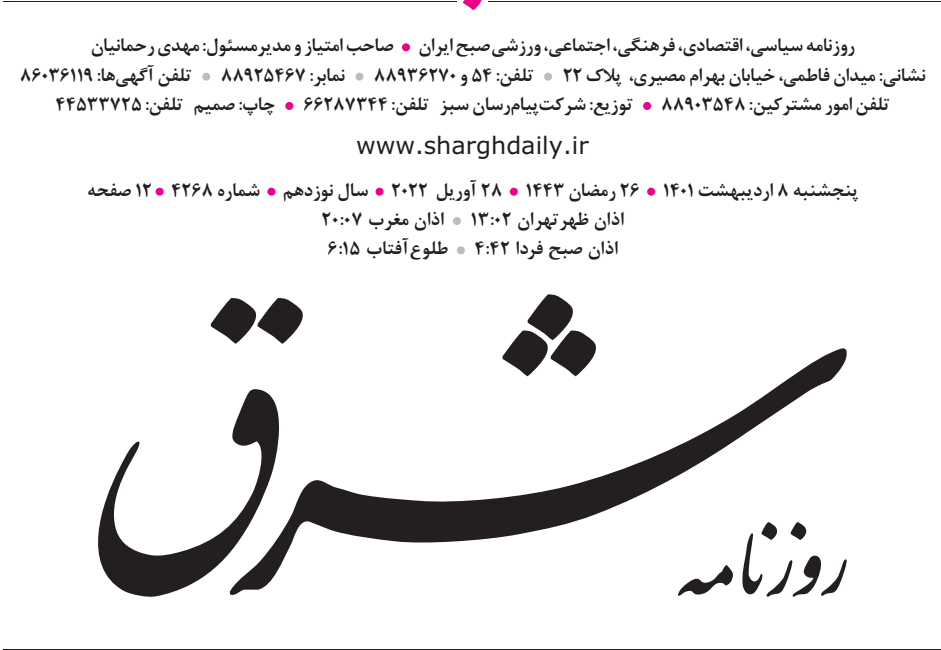 روزنامه سیاسی، اقتصادی، فرهنگی، اجتماعی، ورزشی صبح ایران ● صاحب امتیاز و مدیرمسئول: مهدی رحمانیان
نشانی: میدان فاطمی، خیابان بهرام مصیری، پلاک ۲۲ ● تلفن: ۵۴ و ۸۸۹۳۶۲۷۰ ● نمابر: ۸۸۹۲۵۴۶۷ ● تلفن آگهی‌ها: ۸۶۰۳۶۱۱۹
تلفن امور مشترکین: ۸۸۹۰۳۵۴۸ ● توزیع: شرکت پیام‌رسان سبز تلفن: ۶۶۲۸۷۳۴۴ ● چاپ: صمیم تلفن: ۴۴۵۳۳۷۲۵
www.sharghdaily.ir
پنجشنبه ۸ اردیبهشت ۱۴۰۱ ● ۲۶ رمضان ۱۴۴۳ ● ۲۸ آوریل ۲۰۲۲ ● سال نوزدهم ● شماره ۴۲۶۸ ● ۱۲ صفحه
اذان ظهر تهران ۱۳:۰۲ ● اذان مغرب ۲۰:۰۷
اذان صبح فردا ۴:۴۲ ● طلوع آفتاب ۶:۱۵
روزنامه شرق